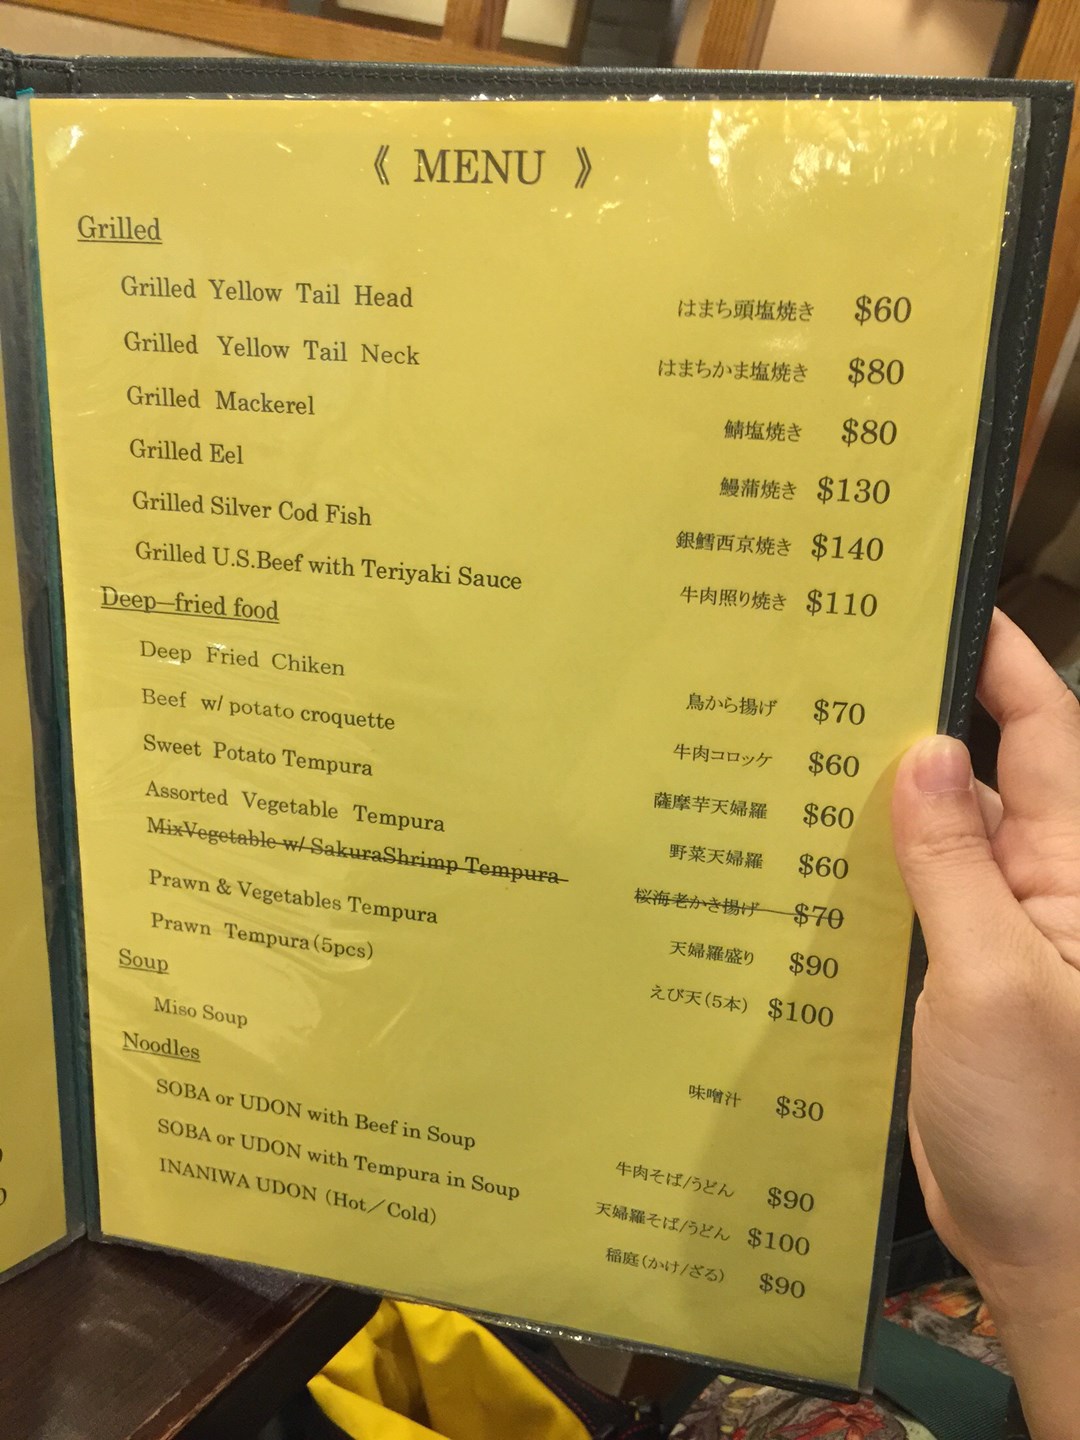 《 MENU 》
Grilled
Grilled Yellow Tail Head はまち頭塩焼き $60
Grilled Yellow Tail Neck はまちかま塩焼き $80
Grilled Mackerel 鯖塩焼き $80
Grilled Eel 鰻蒲焼き $130
Grilled Silver Cod Fish 銀鱈西京焼き $140
Grilled U.S.Beef with Teriyaki Sauce 牛肉照り焼き $110
Deep-fried food
Deep Fried Chiken 鳥から揚げ $70
Beef w/ potato croquette 牛肉コロッケ $60
Sweet Potato Tempura 薩摩芋天婦羅 $60
Assorted Vegetable Tempura 野菜天婦羅 $60
MixVegetable w/ SakuraShrimp Tempura 桜海老かき揚げ $70
Prawn & Vegetables Tempura 天婦羅盛り $90
Prawn Tempura(5pcs) えび天(5本) $100
Soup
Miso Soup 味噌汁 $30
Noodles
SOBA or UDON with Beef in Soup 牛肉そば/うどん $90
SOBA or UDON with Tempura in Soup 天婦羅そば/うどん $100
INANIWA UDON (Hot/Cold) 稲庭(かけ/ざる) $90